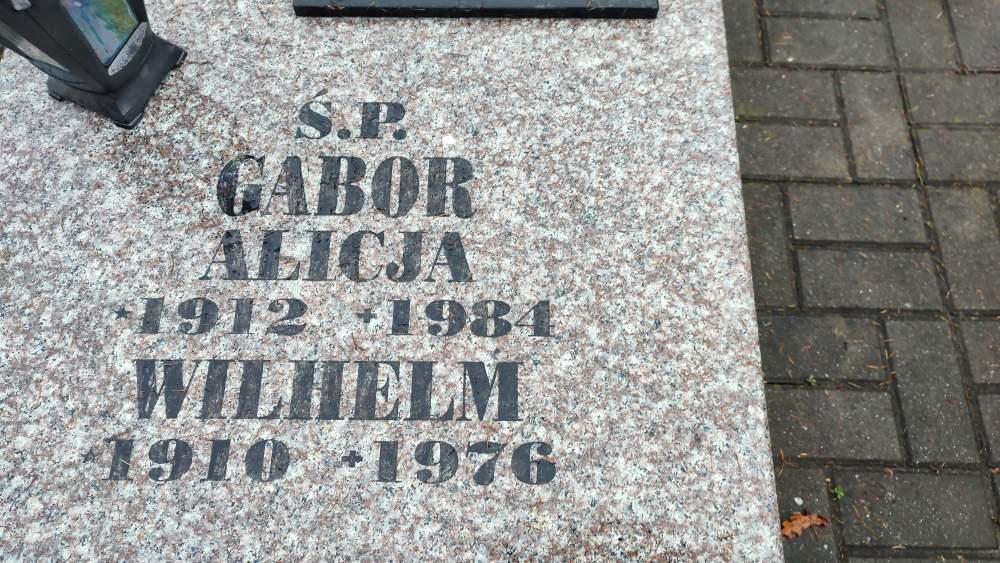 Ś.P.
GABOR
ALICJA
*1912 +1984
WILHELM
*1910 +1976